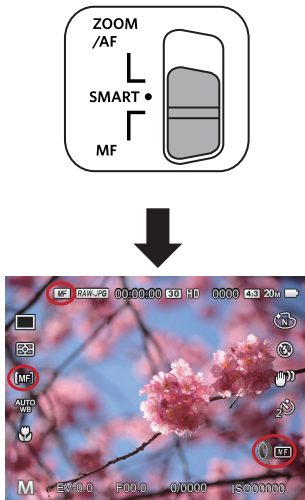 ZOOM
/AF
SMART
MF
MF RAW+JPG 00:00:00 3D HD 0000 4:3 20M
N
MF
AUTO
WB
2
MF
M EV-0.0 F00.0 0/0000 ISO00000